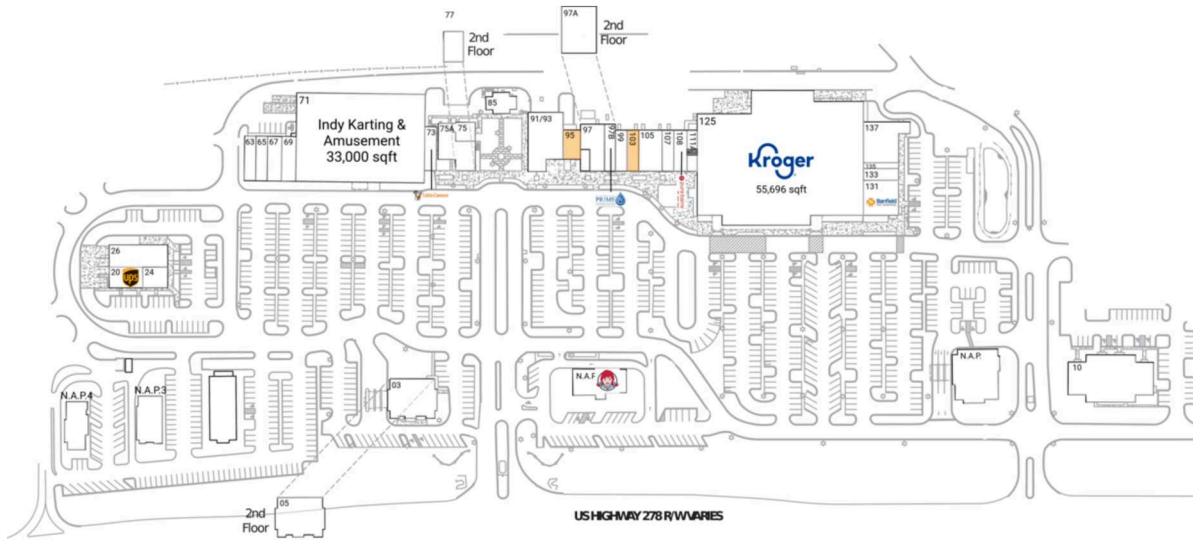 77
2nd
Floor
97A
2nd
Floor
71
Indy Karting &
Amusement
33,000 sqft
63
65
67
69
73
75A
75
85
91/93
95
97
97B
99
103
105
107
108
125
Kroger
55,696 sqft
137
135
133
131
Banfield
PR/ME
26
20
ups
24
N.A.P.4
N.A.P.3
03
N.A.P.
N.A.P.
10
05
2nd
Floor
US HIGHWAY 278 R/W VARIES